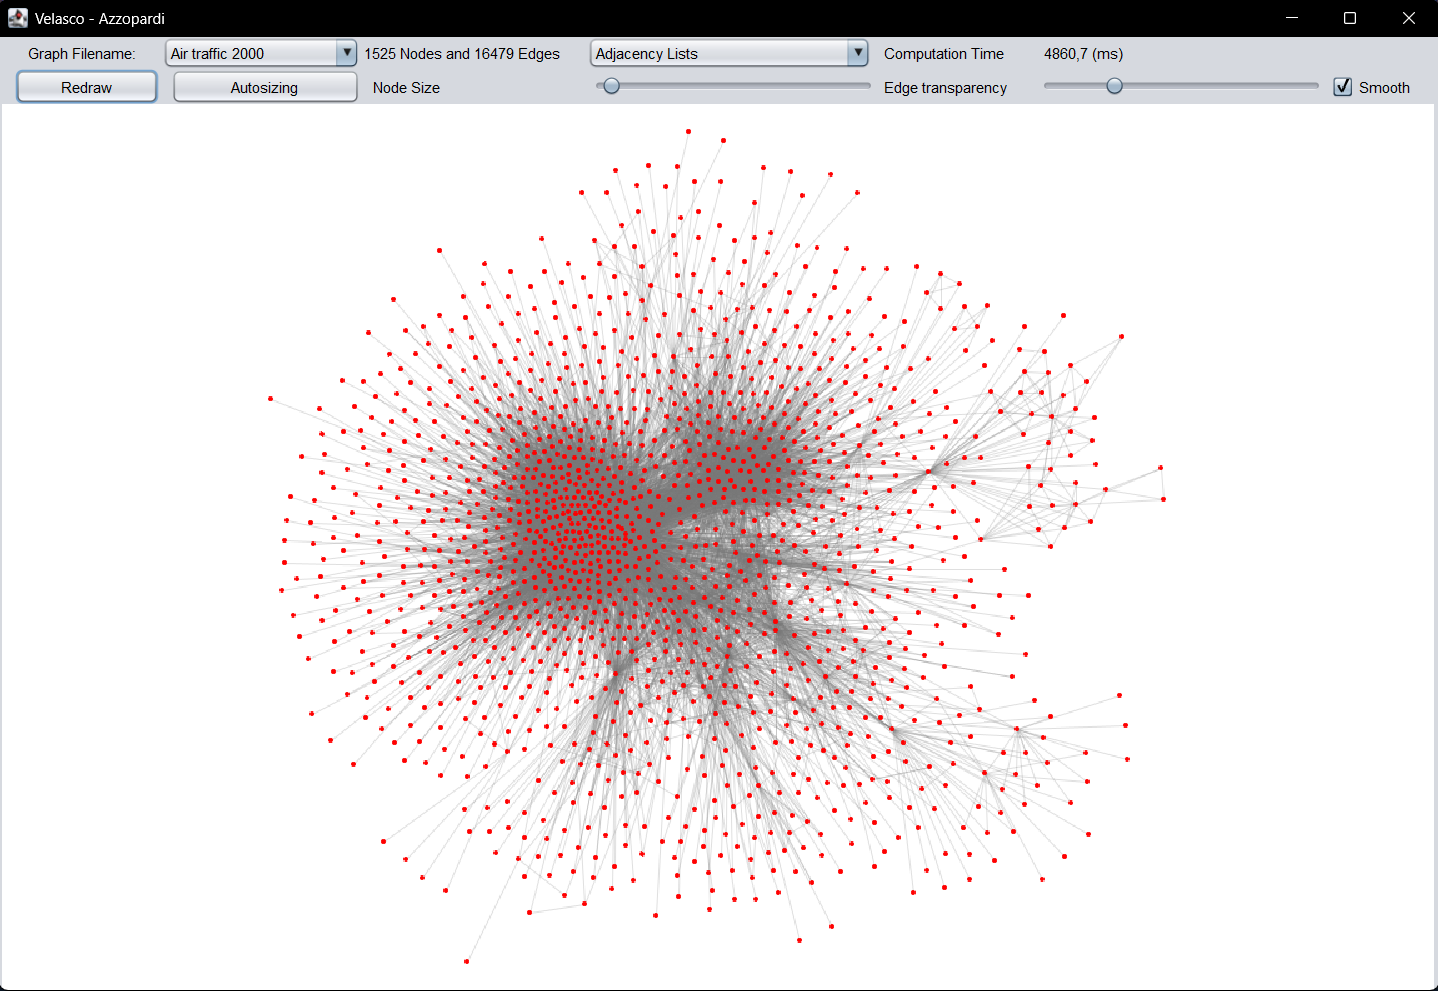 Velasco - Azzopardi
Graph Filename: Air traffic 2000 1525 Nodes and 16479 Edges Adjacency Lists Computation Time 4860,7 (ms)
Redraw Autosizing Node Size Edge transparency Smooth